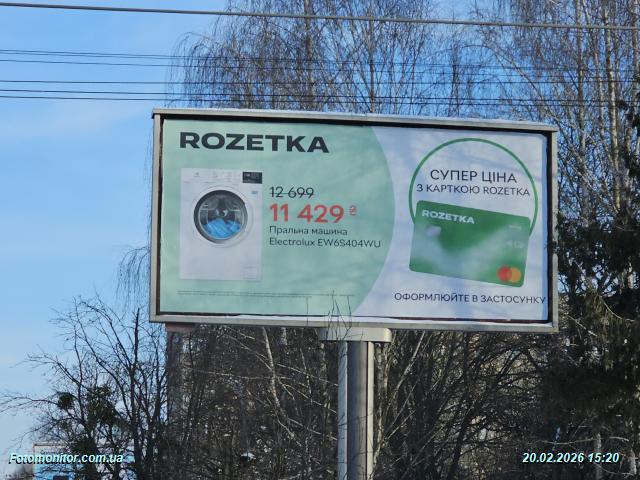 ROZETKA
12 699
11 429 ₴
Пральна машина
Electrolux EW6S404WU
СУПЕР ЦІНА
З КАРТКОЮ ROZETKA
ROZETKA
ОФОРМЛЮЙТЕ В ЗАСТОСУНКУ
Fotomonitor.com.ua
20.02.2026 15:20